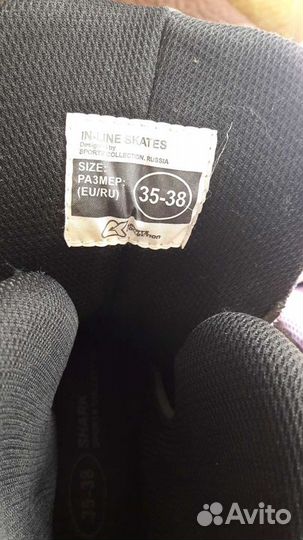 IN-LINE SKATES
Designed by
SPORTS COLLECTION, RUSSIA
SIZE:
РАЗМЕР:
(EU/RU)
35-38
SHARK
35-38
Avito